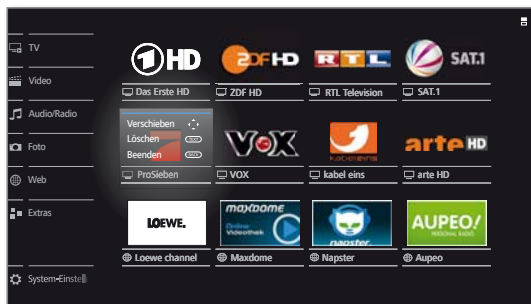 TV
Video
Audio/Radio
Foto
Web
Extras
System-Einstell
HD
ZDF HD
RTL
SAT.1
Das Erste HD
ZDF HD
RTL Television
SAT.1
Verschieben
Löschen
Beenden
VOX
kabel eins
arte HD
ProSieben
VOX
kabel eins
arte HD
LOEWE.
maxdome
Online
Videothek
napster.
AUPEO!
PERSONAL RADIO
Loewe channel
Maxdome
Napster
Aupeo